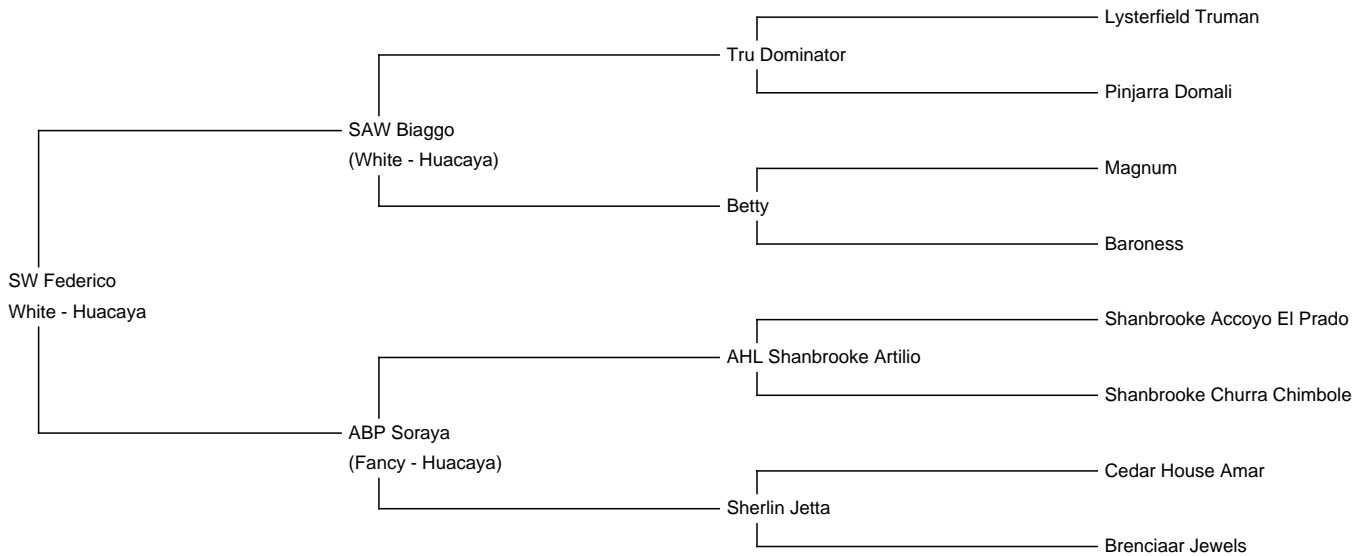 Lysterfield Truman
Tru Dominator
Pinjarra Domali
SAW Biaggo
(White - Huacaya)
Magnum
Betty
Baroness
SW Federico
White - Huacaya
Shanbrooke Accoyo El Prado
AHL Shanbrooke Artilio
Shanbrooke Churra Chimbole
ABP Soraya
(Fancy - Huacaya)
Cedar House Amar
Sherlin Jetta
Brenciaar Jewels